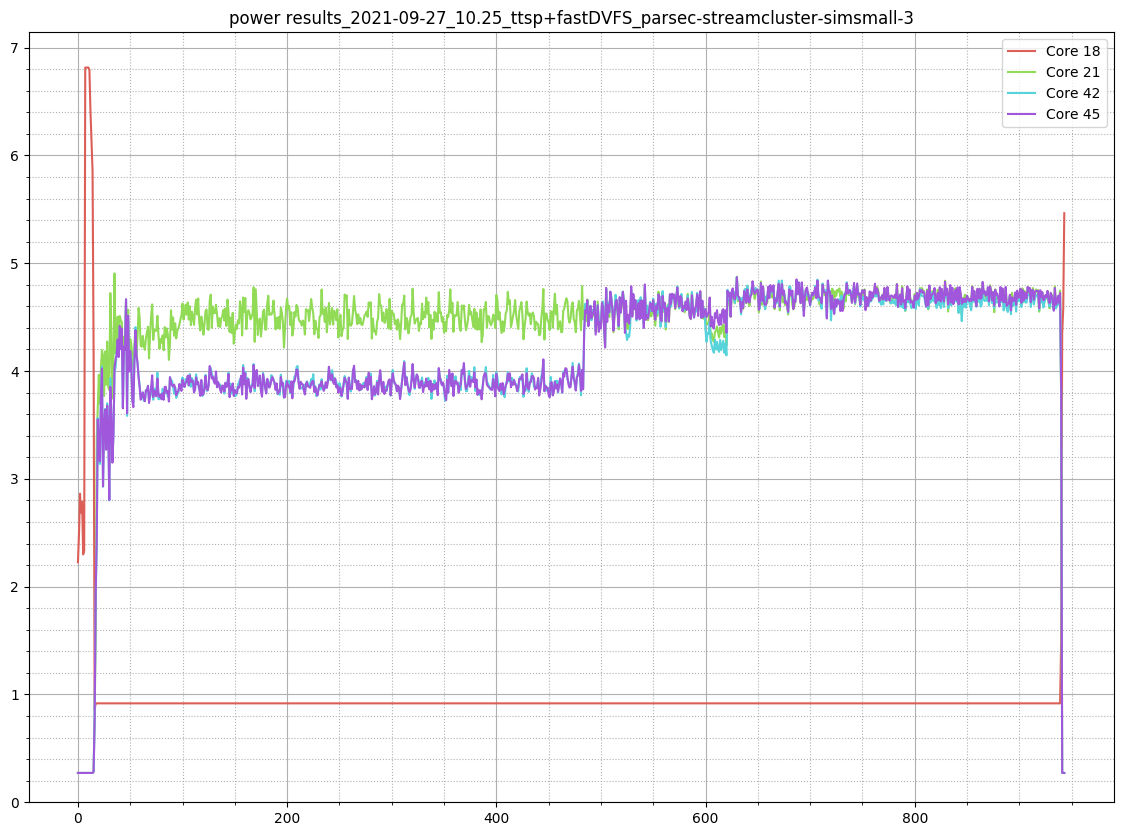 power results_2021-09-27_10.25_ttsp+fastDVFS_parsec-streamcluster-simsmall-3
7
6
5
4
3
2
1
0
Core 18
Core 21
Core 42
Core 45
0 200 400 600 800